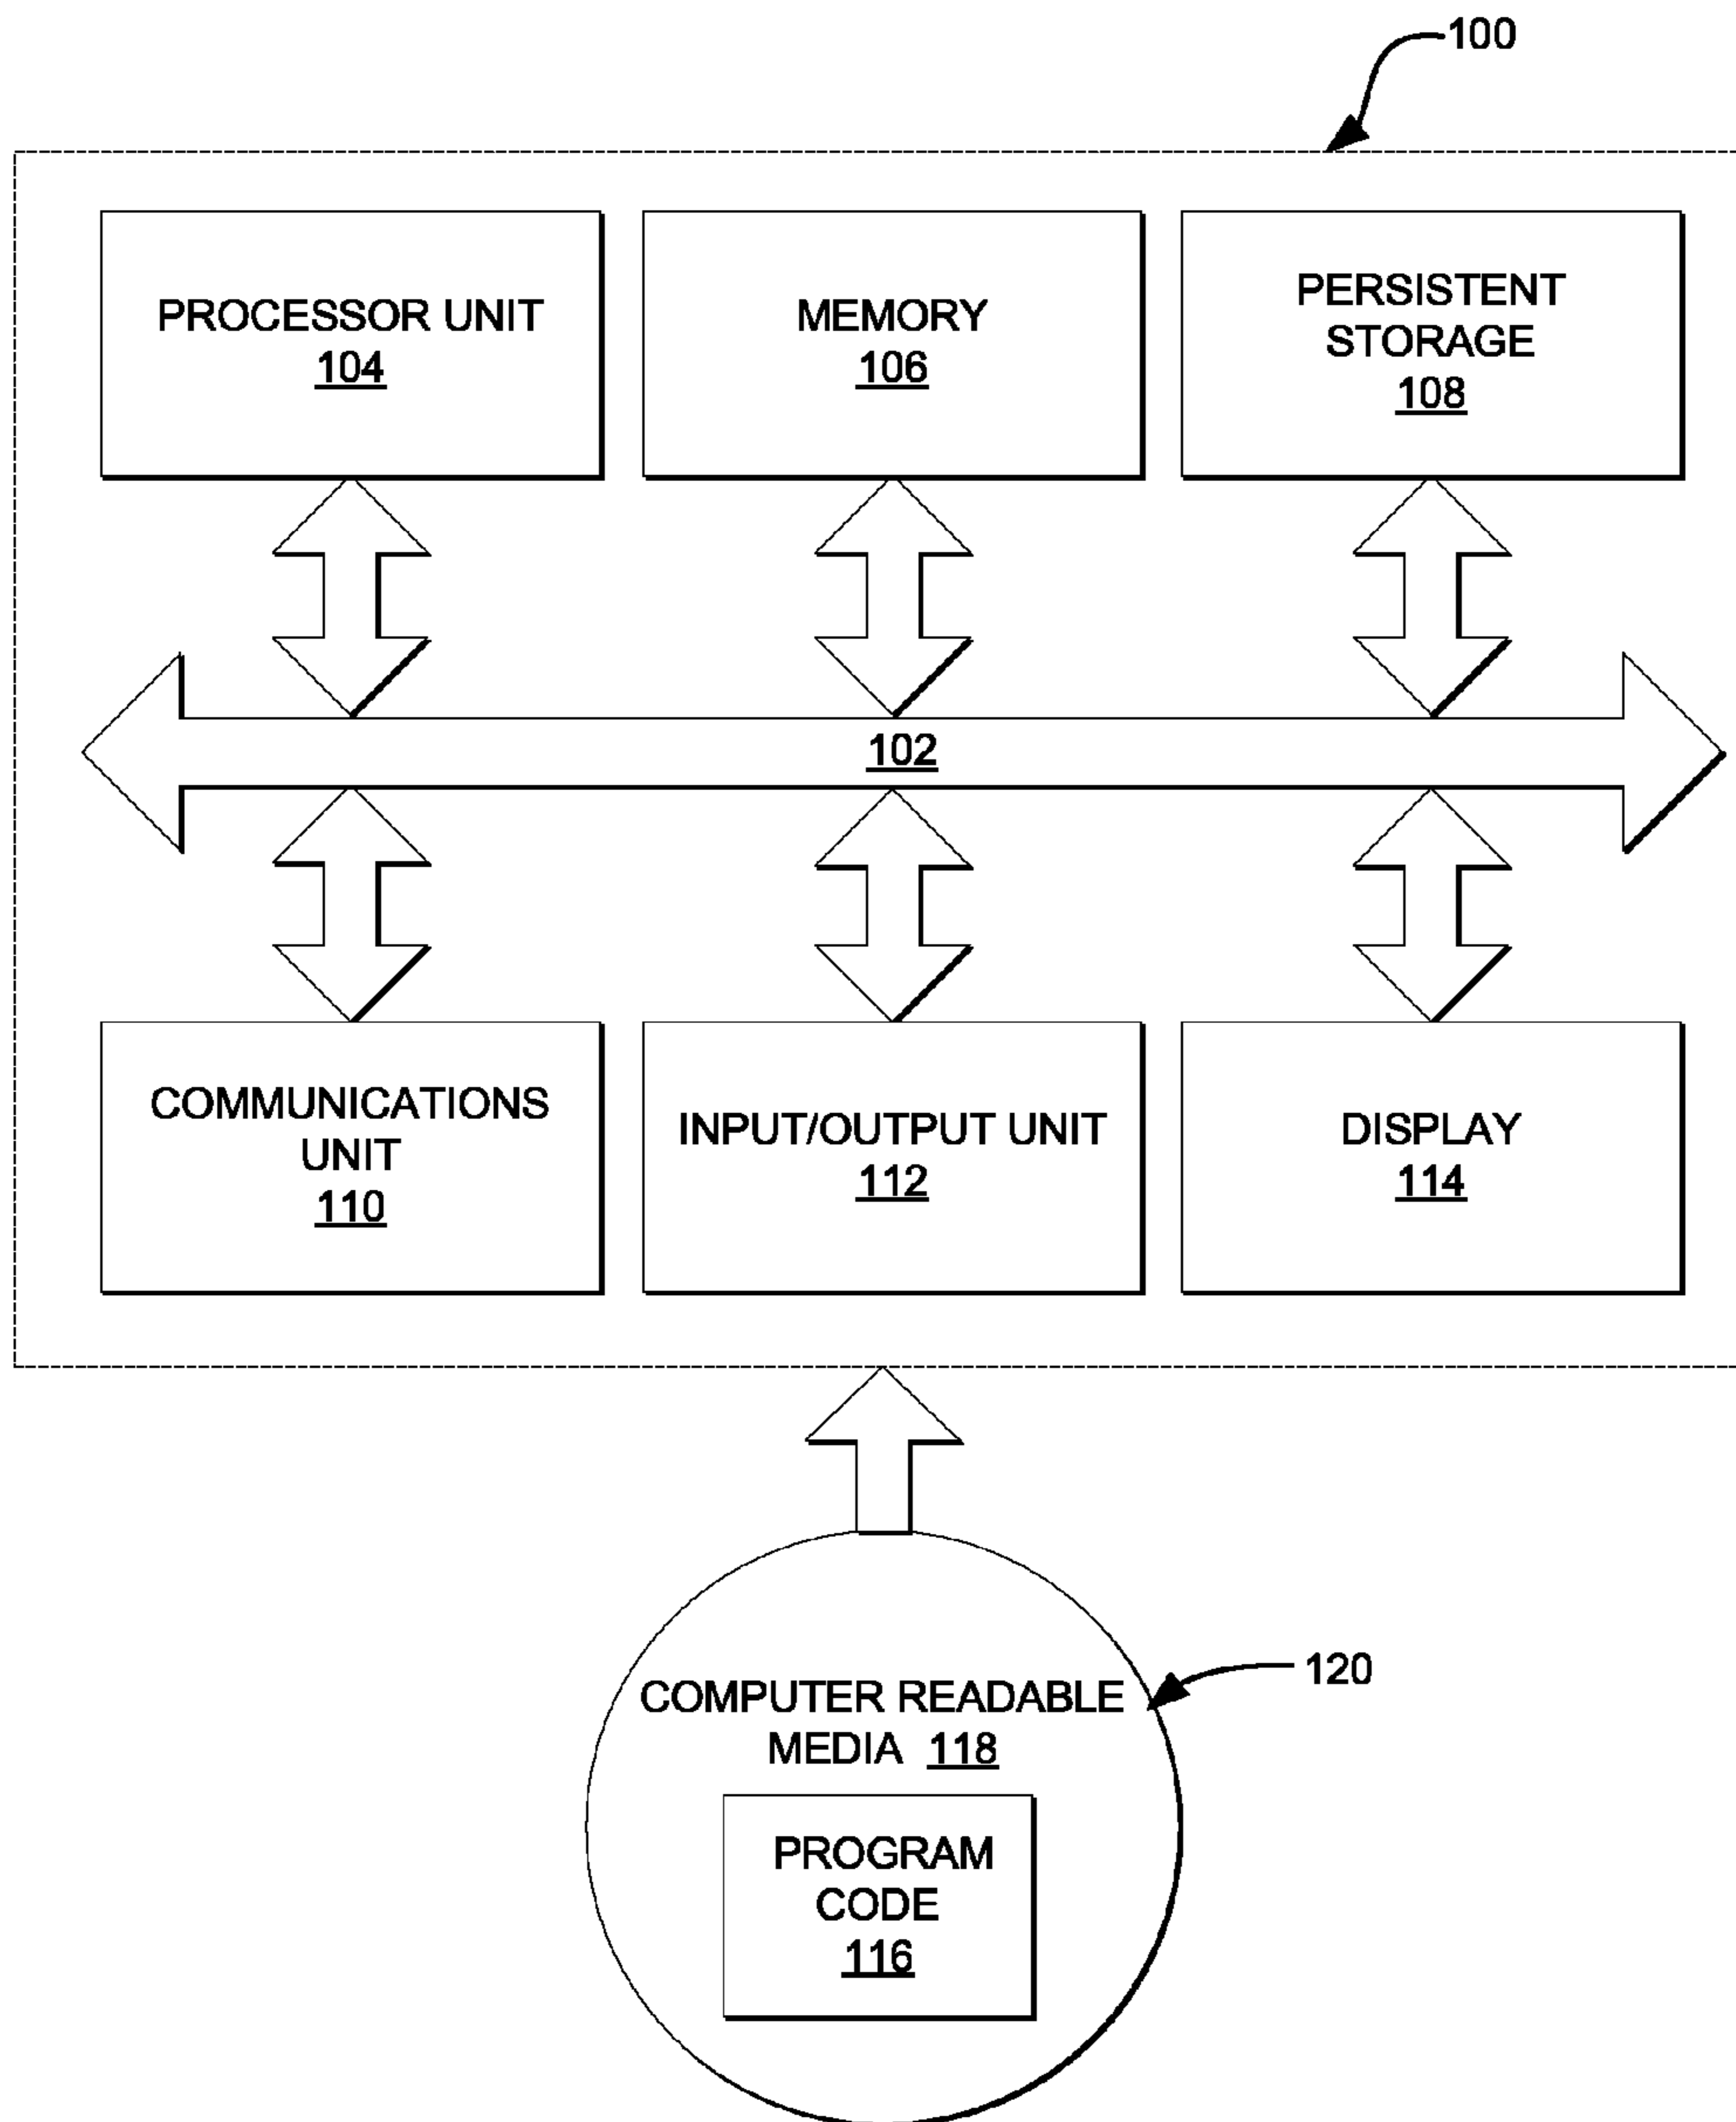 100
PROCESSOR UNIT
104
MEMORY
106
PERSISTENT
STORAGE
108
102
COMMUNICATIONS
UNIT
110
INPUT/OUTPUT UNIT
112
DISPLAY
114
120
COMPUTER READABLE
MEDIA 118
PROGRAM
CODE
116